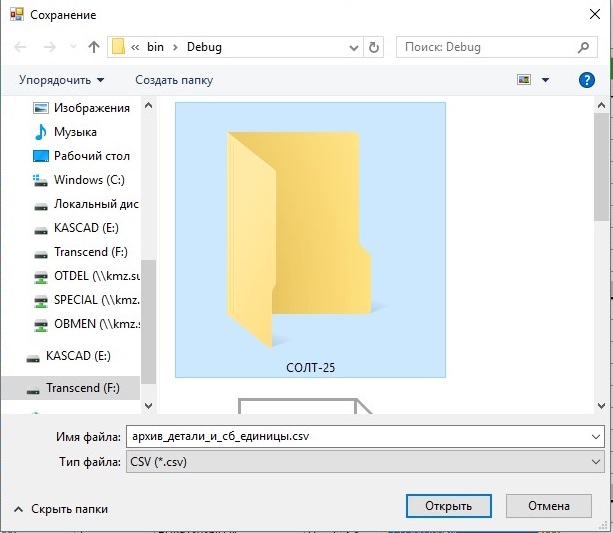 Сохранение
« bin › Debug
Поиск: Debug
Упорядочить
Создать папку
Изображения
Музыка
Рабочий стол
Windows (C:)
Локальный дис
KASCAD (E:)
Transcend (F:)
OTDEL (\\kmz.su
SPECIAL (\\kmz.
OBMEN (\\kmz.s
KASCAD (E:)
Transcend (F:)
СОЛТ-25
Имя файла: архив_детали_и_сб_единицы.csv
Тип файла: CSV (*.csv)
Скрыть папки
Открыть
Отмена